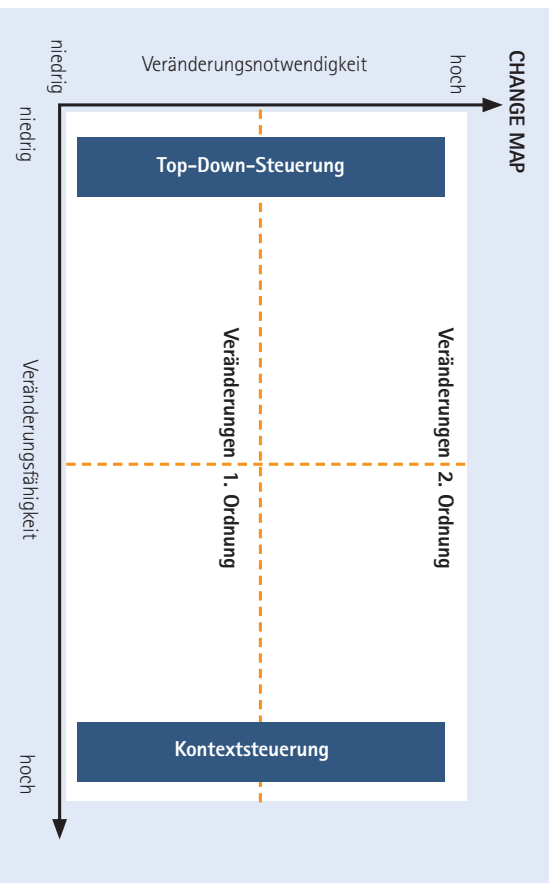 CHANGE MAP
hoch
Veränderungsnotwendigkeit
niedrig
Top-Down-Steuerung
Veränderungen 2. Ordnung
Veränderungen 1. Ordnung
Kontextsteuerung
niedrig
Veränderungsfähigkeit
hoch